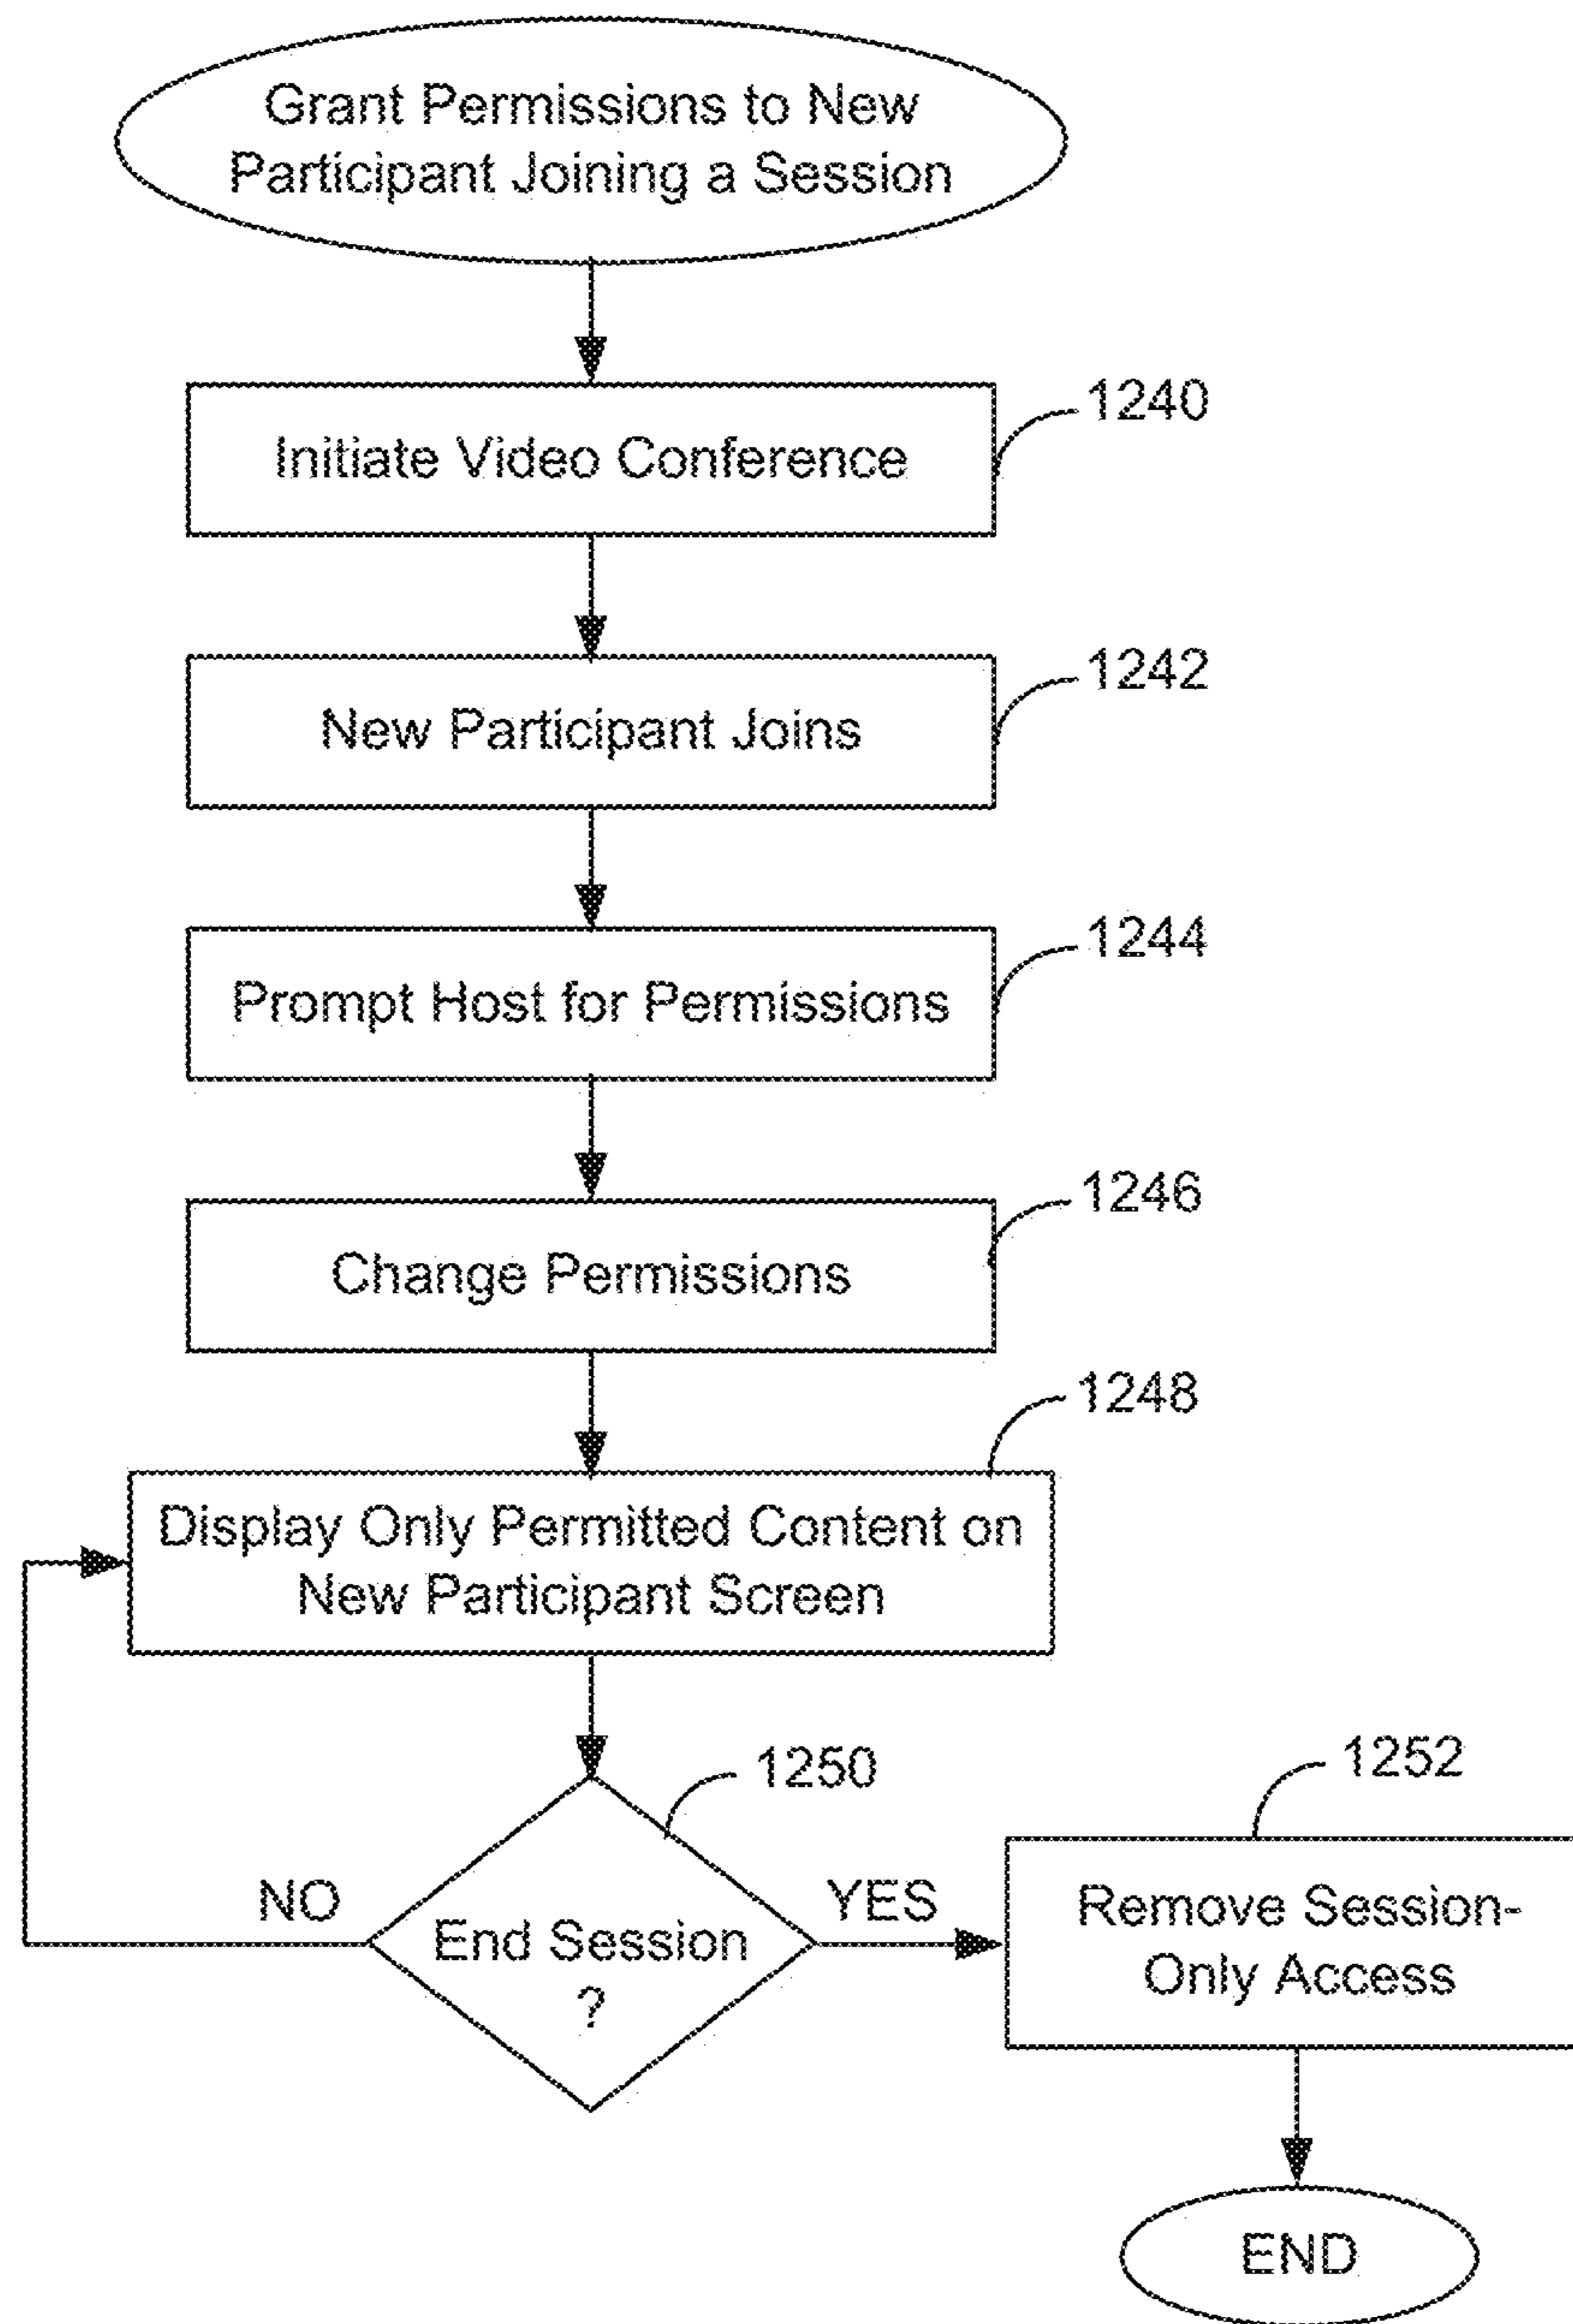 Grant Permissions to New
Participant Joining a Session
1240
Initiate Video Conference
1242
New Participant Joins
1244
Prompt Host for Permissions
1246
Change Permissions
1248
Display Only Permitted Content on
New Participant Screen
1250
1252
NO
YES
End Session
?
Remove Session-
Only Access
END